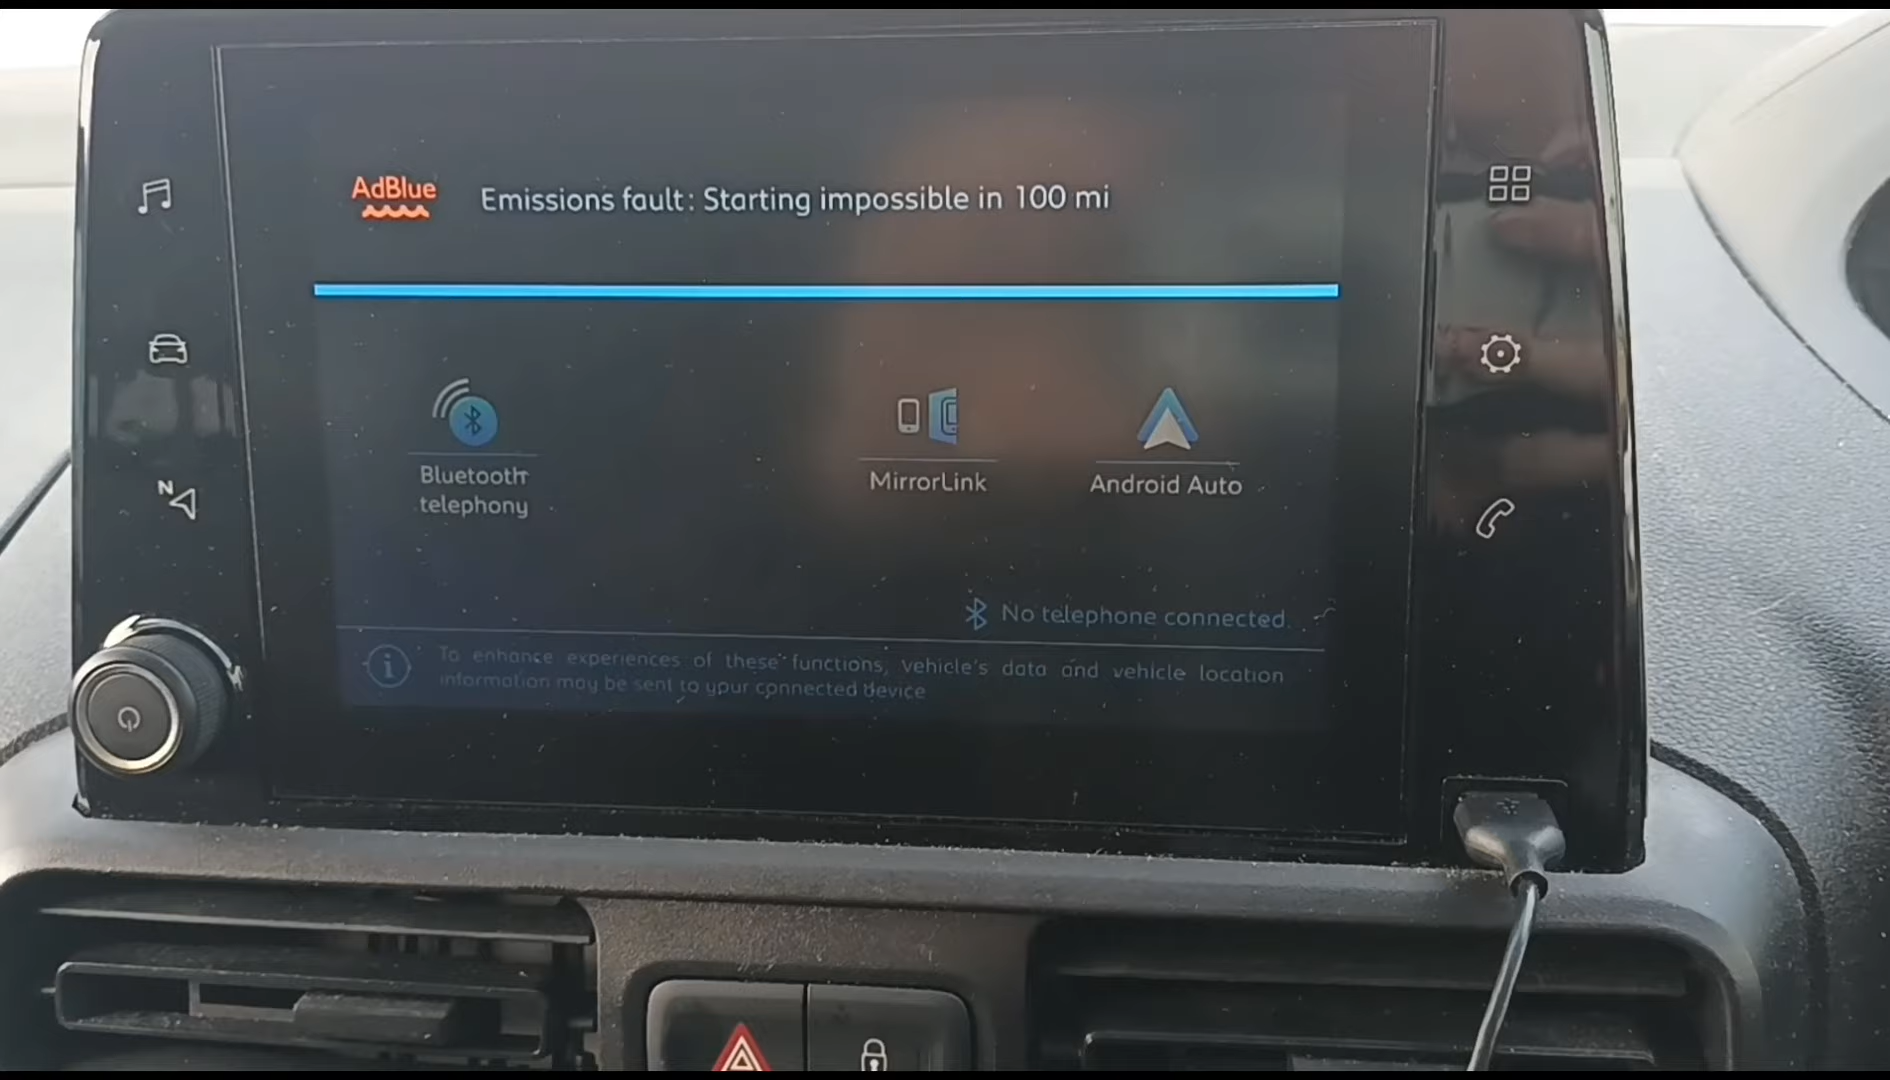 AdBlue
Emissions fault: Starting impossible in 100 mi
Bluetooth
telephony
MirrorLink
Android Auto
N
No telephone connected.
To enhance experiences of these functions, vehicle's data and vehicle location
information may be sent to your connected device